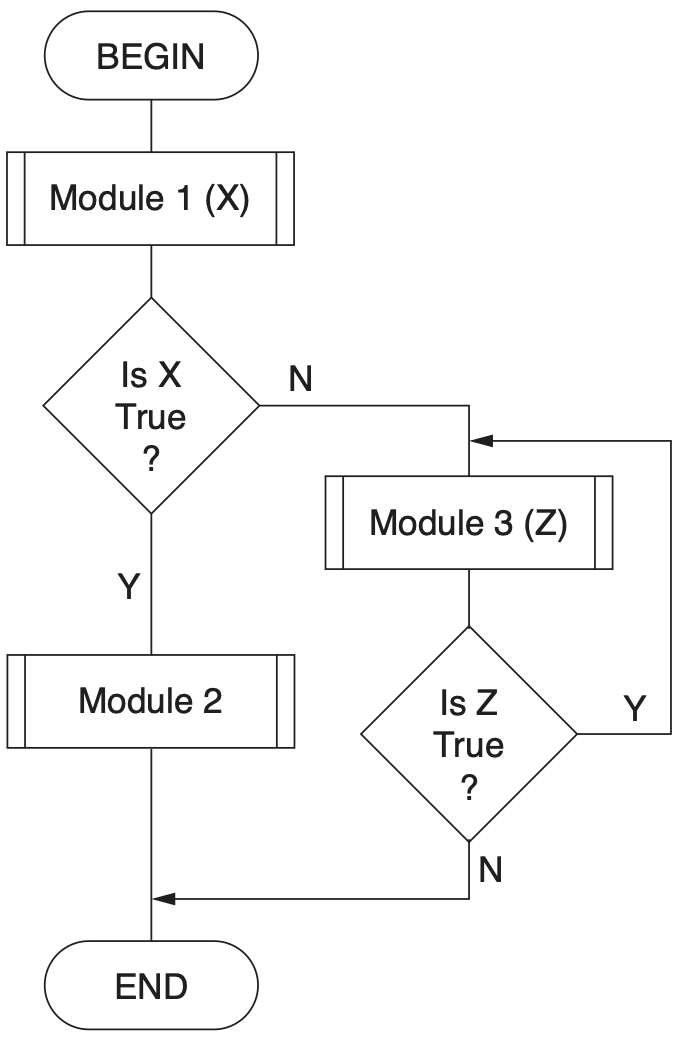 BEGIN
Module 1 (X)
Is X
True
?
N
Y
Module 2
Module 3 (Z)
Is Z
True
?
Y
N
END